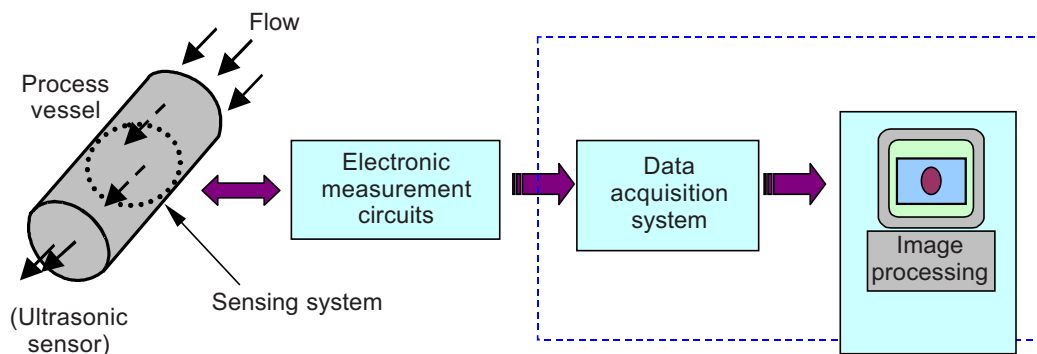 Flow
Process
vessel
Electronic
measurement
circuits
Data
acquisition
system
Image
processing
Sensing system
(Ultrasonic
sensor)